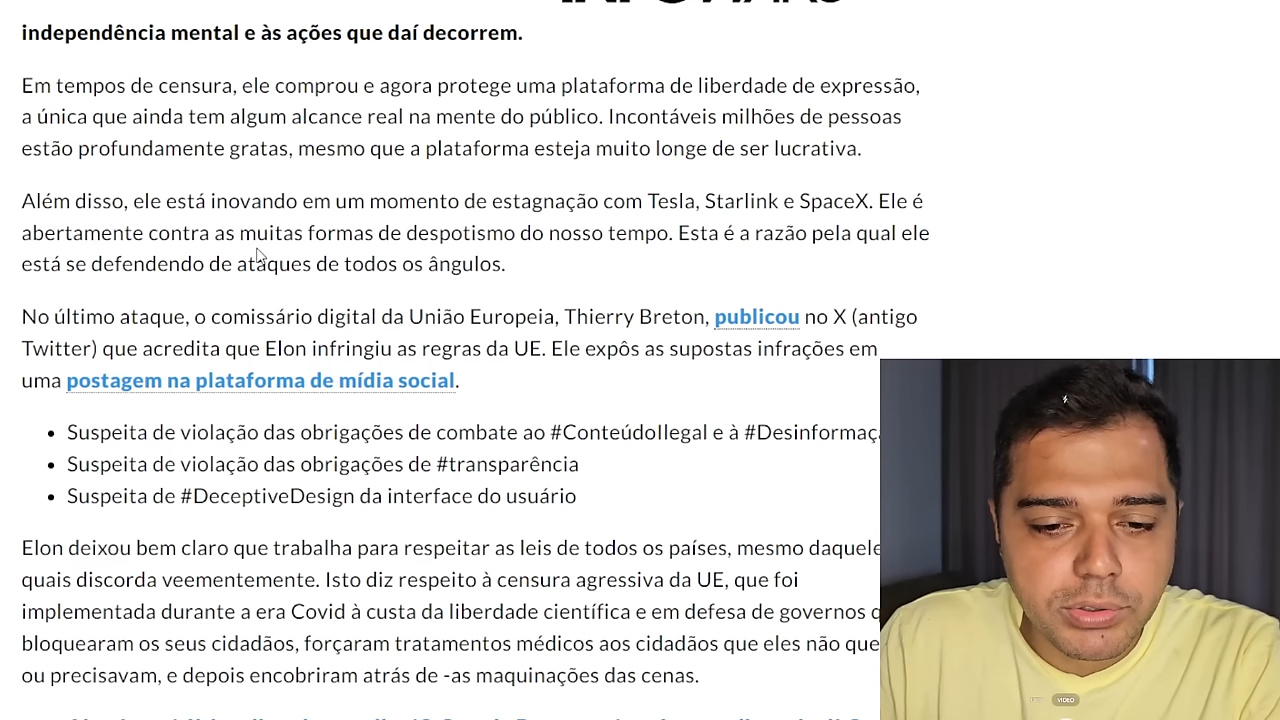 INFOWARS
independência mental e às ações que daí decorrem.
Em tempos de censura, ele comprou e agora protege uma plataforma de liberdade de expressão,
a única que ainda tem algum alcance real na mente do público. Incontáveis milhões de pessoas
estão profundamente gratas, mesmo que a plataforma esteja muito longe de ser lucrativa.
Além disso, ele está inovando em um momento de estagnação com Tesla, Starlink e SpaceX. Ele é
abertamente contra as muitas formas de despotismo do nosso tempo. Esta é a razão pela qual ele
está se defendendo de ataques de todos os ângulos.
No último ataque, o comissário digital da União Europeia, Thierry Breton, publicou no X (antigo
Twitter) que acredita que Elon infringiu as regras da UE. Ele expôs as supostas infrações em
uma postagem na plataforma de mídia social.
• Suspeita de violação das obrigações de combate ao #ConteúdoIlegal e à #Desinformaç
• Suspeita de violação das obrigações de #transparência
• Suspeita de #DeceptiveDesign da interface do usuário
Elon deixou bem claro que trabalha para respeitar as leis de todos os países, mesmo daquele
quais discorda veementemente. Isto diz respeito à censura agressiva da UE, que foi
implementada durante a era Covid à custa da liberdade científica e em defesa de governos q
bloquearam os seus cidadãos, forçaram tratamentos médicos aos cidadãos que eles não que
ou precisavam, e depois encobriram atrás de -as maquinações das cenas.
VIDEO